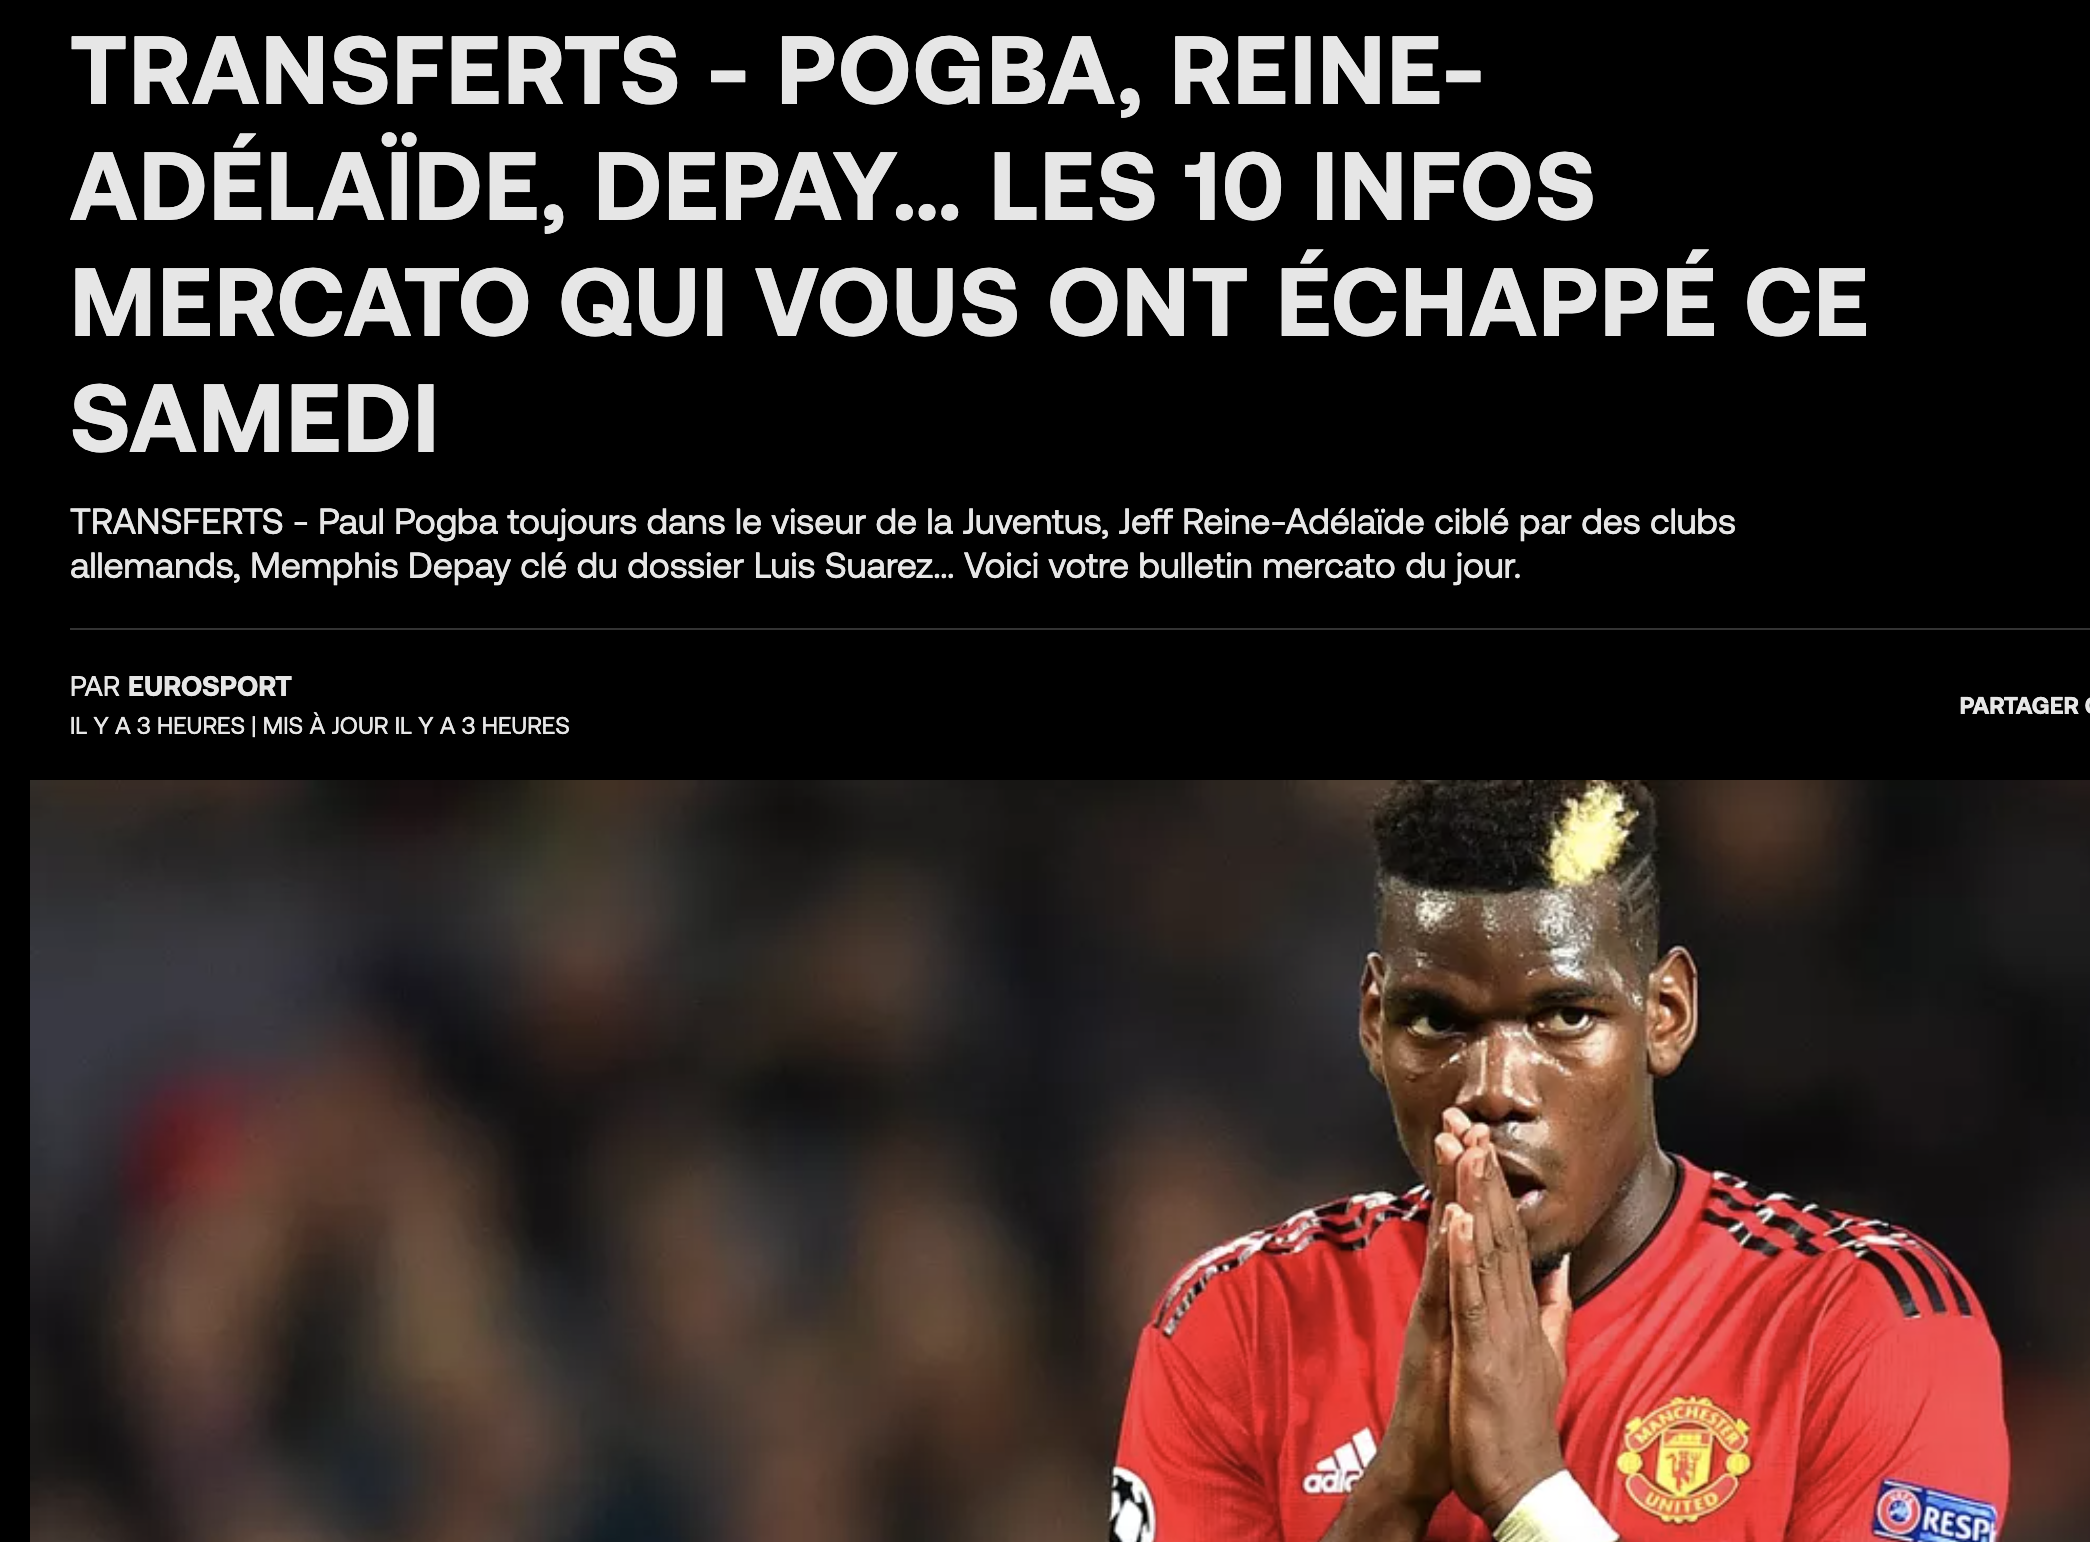 TRANSFERTS - POGBA, REINE-
ADÉLAÏDE, DEPAY... LES 10 INFOS
MERCATO QUI VOUS ONT ÉCHAPPÉ CE
SAMEDI
TRANSFERTS - Paul Pogba toujours dans le viseur de la Juventus, Jeff Reine-Adélaïde ciblé par des clubs
allemands, Memphis Depay clé du dossier Luis Suarez... Voici votre bulletin mercato du jour.
PAR EUROSPORT
IL Y A 3 HEURES | MIS À JOUR IL Y A 3 HEURES
PARTAGER
MANCHESTER
UNITED